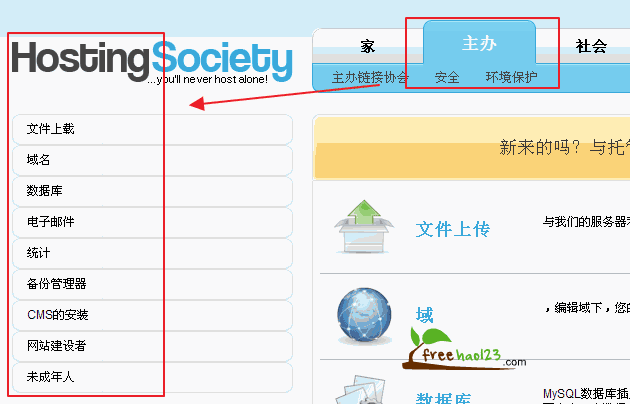 HostingSociety
...you'll never host alone!
家
主办
社会
主办链接协会
安全
环境保护
文件上载
域名
数据库
电子邮件
统计
备份管理器
CMS的安装
网站建设者
未成年人
新来的吗？与托管
文件上传
与我们的服务器
域
，编辑域下，您的
freehao123.com
数据库
MySQL数据库插